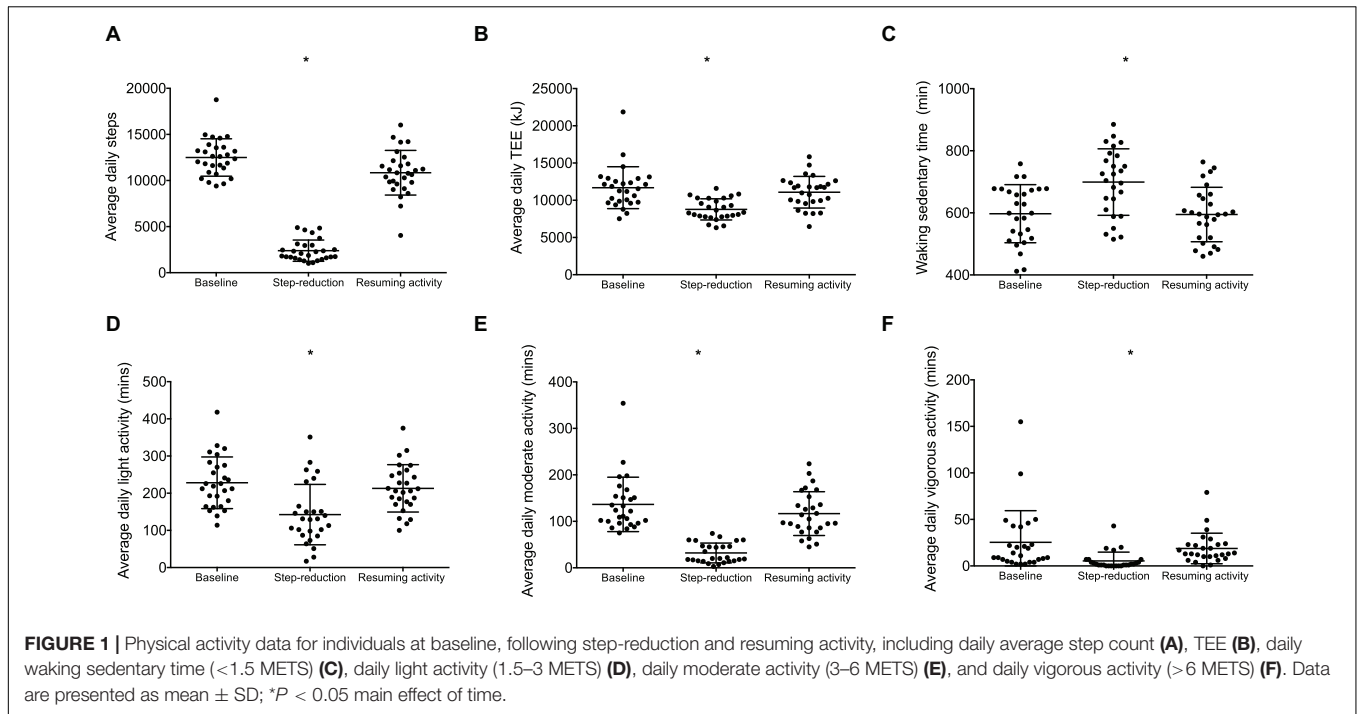 A
*
Average daily steps
20000
15000
10000
5000
0
Baseline
Step-reduction
Resuming activity
B
*
Average daily TEE (kJ)
25000
20000
15000
10000
5000
0
Baseline
Step-reduction
Resuming activity
C
*
Waking sedentary time (min)
1000
800
600
400
Baseline
Step-reduction
Resuming activity
D
*
Average daily light activity (mins)
500
400
300
200
100
0
Baseline
Step-reduction
Resuming activity
E
*
Average daily moderate activity (mins)
400
300
200
100
0
Baseline
Step-reduction
Resuming activity
F
*
Average daily vigorous activity (mins)
200
150
100
50
0
Baseline
Step-reduction
Resuming activity
FIGURE 1 | Physical activity data for individuals at baseline, following step-reduction and resuming activity, including daily average step count (A), TEE (B), daily
waking sedentary time (<1.5 METS) (C), daily light activity (1.5–3 METS) (D), daily moderate activity (3–6 METS) (E), and daily vigorous activity (>6 METS) (F). Data
are presented as mean ± SD; *P < 0.05 main effect of time.